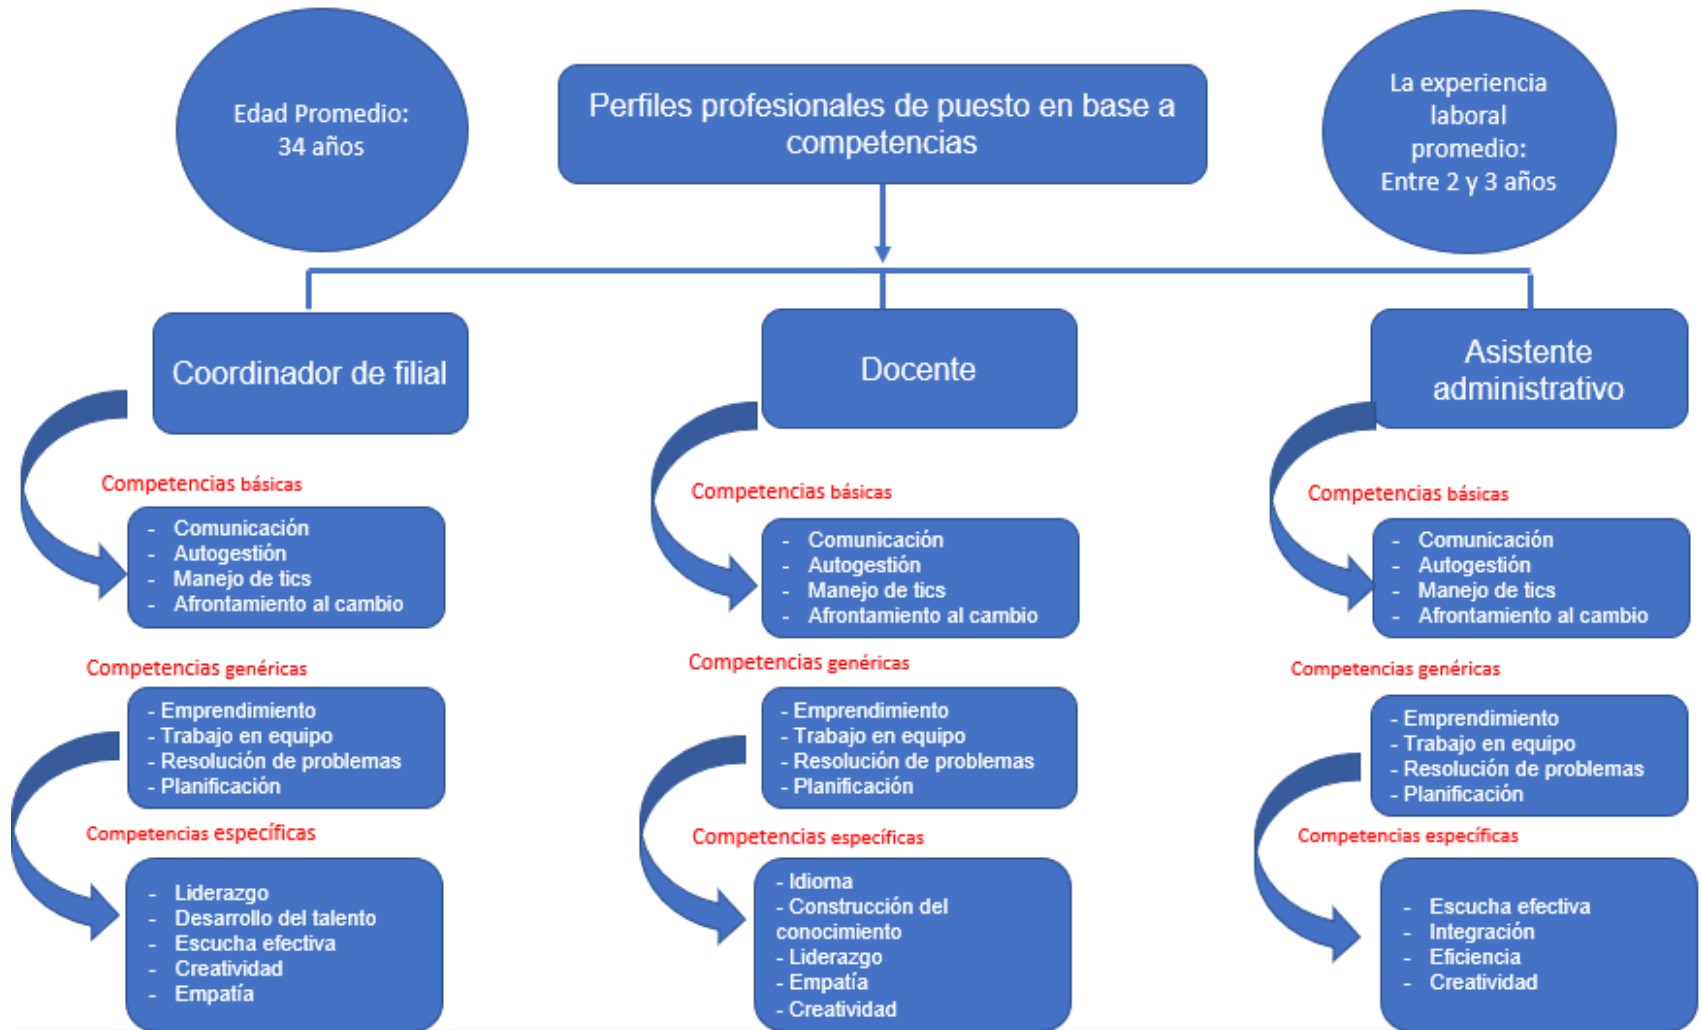 Edad Promedio:
34 años
Perfiles profesionales de puesto en base a
competencias
La experiencia
laboral
promedio:
Entre 2 y 3 años
Coordinador de filial
Competencias básicas
- Comunicación
- Autogestión
- Manejo de tics
- Afrontamiento al cambio
Competencias genéricas
- Emprendimiento
- Trabajo en equipo
- Resolución de problemas
- Planificación
Competencias específicas
- Liderazgo
- Desarrollo del talento
- Escucha efectiva
- Creatividad
- Empatía
Docente
Competencias básicas
- Comunicación
- Autogestión
- Manejo de tics
- Afrontamiento al cambio
Competencias genéricas
- Emprendimiento
- Trabajo en equipo
- Resolución de problemas
- Planificación
Competencias específicas
- Idioma
- Construcción del
conocimiento
- Liderazgo
- Empatía
- Creatividad
Asistente
administrativo
Competencias básicas
- Comunicación
- Autogestión
- Manejo de tics
- Afrontamiento al cambio
Competencias genéricas
- Emprendimiento
- Trabajo en equipo
- Resolución de problemas
- Planificación
Competencias específicas
- Escucha efectiva
- Integración
- Eficiencia
- Creatividad